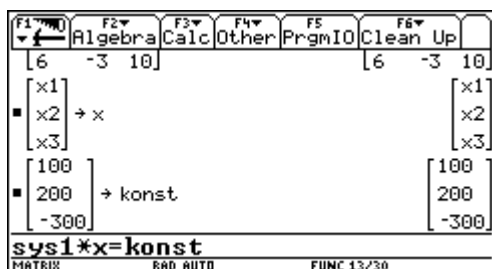 F1 F2 F3 F4 F5 F6
Algebra Calc Other PrgmIO Clean Up
[6 -3 10] [6 -3 10]
[x1] [x1]
[x2] → x [x2]
[x3] [x3]
[100] [100]
[200] → konst [200]
[-300] [-300]
sys1*x=konst
MATRIX RAD AUTO FUNC 13/30